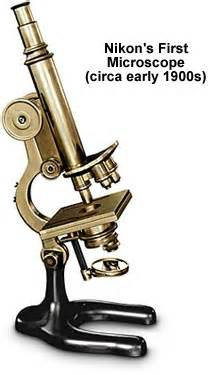 Nikon's First
Microscope
(circa early 1900s)